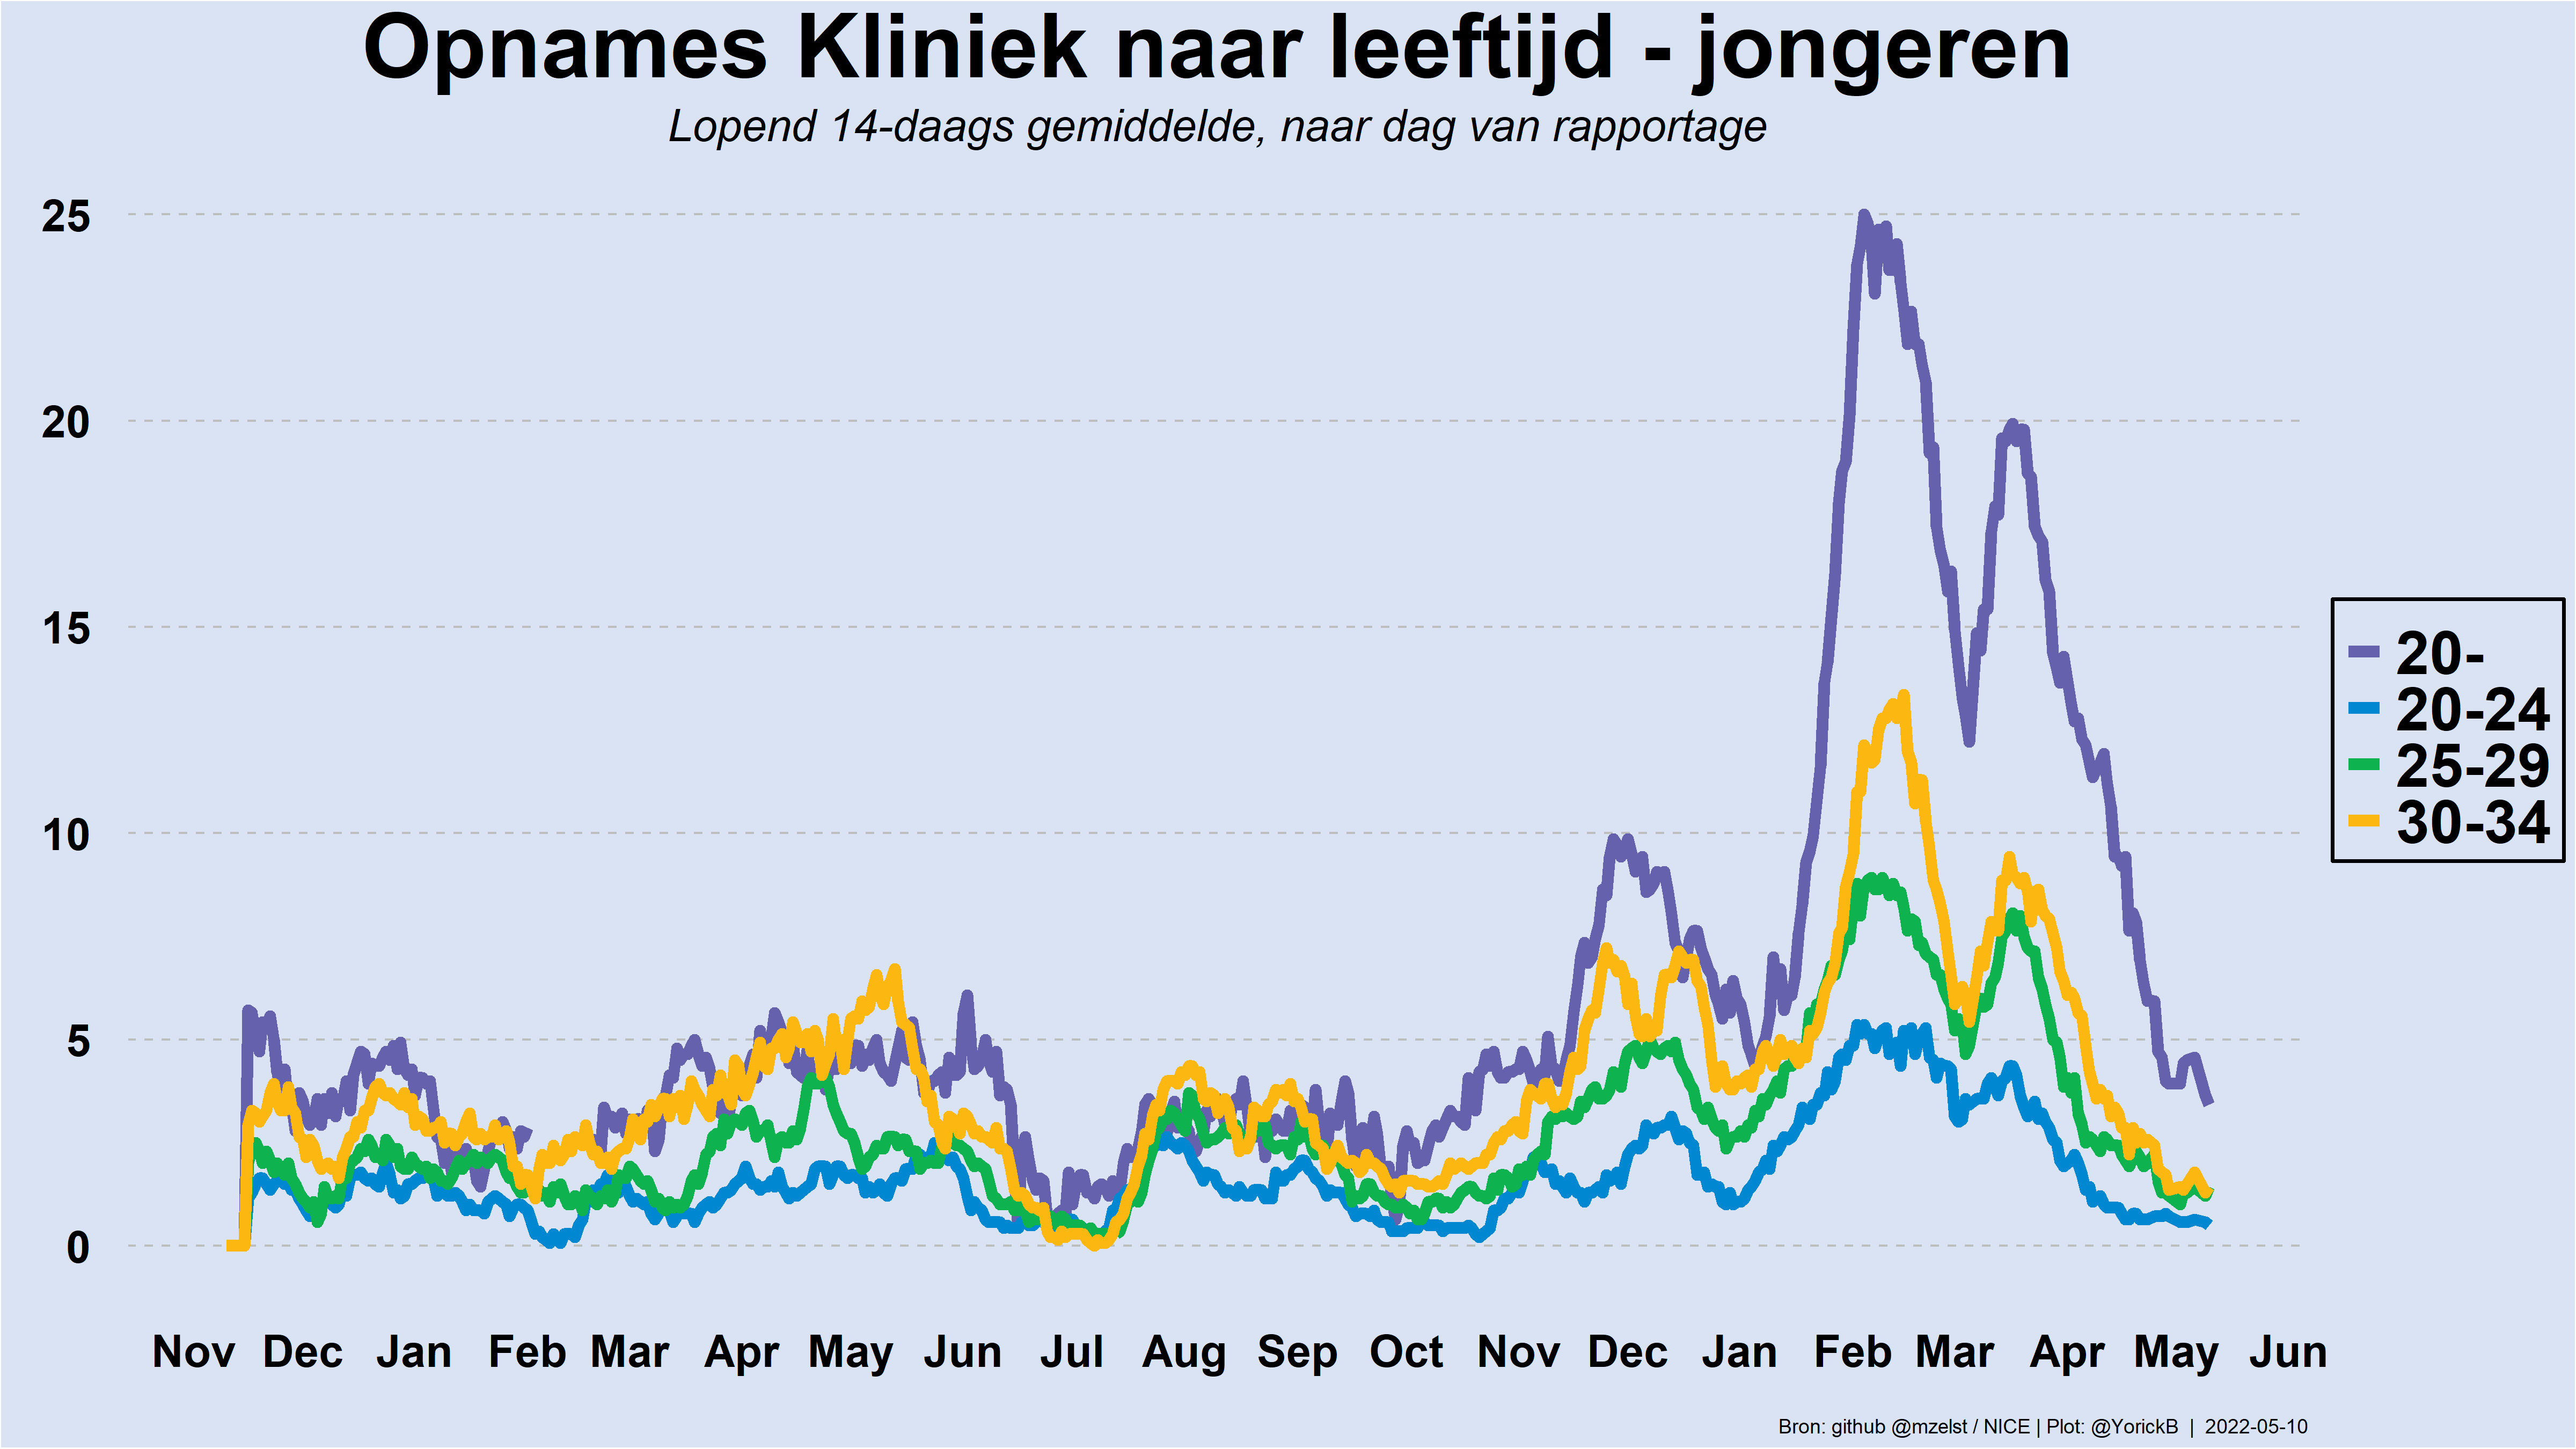 Opnames Kliniek naar leeftijd - jongeren
Lopend 14-daags gemiddelde, naar dag van rapportage
25
20
15
10
5
0
20-
20-24
25-29
30-34
Nov Dec Jan Feb Mar Apr May Jun Jul Aug Sep Oct Nov Dec Jan Feb Mar Apr May Jun
Bron: github @mzelst / NICE | Plot: @YorickB | 2022-05-10